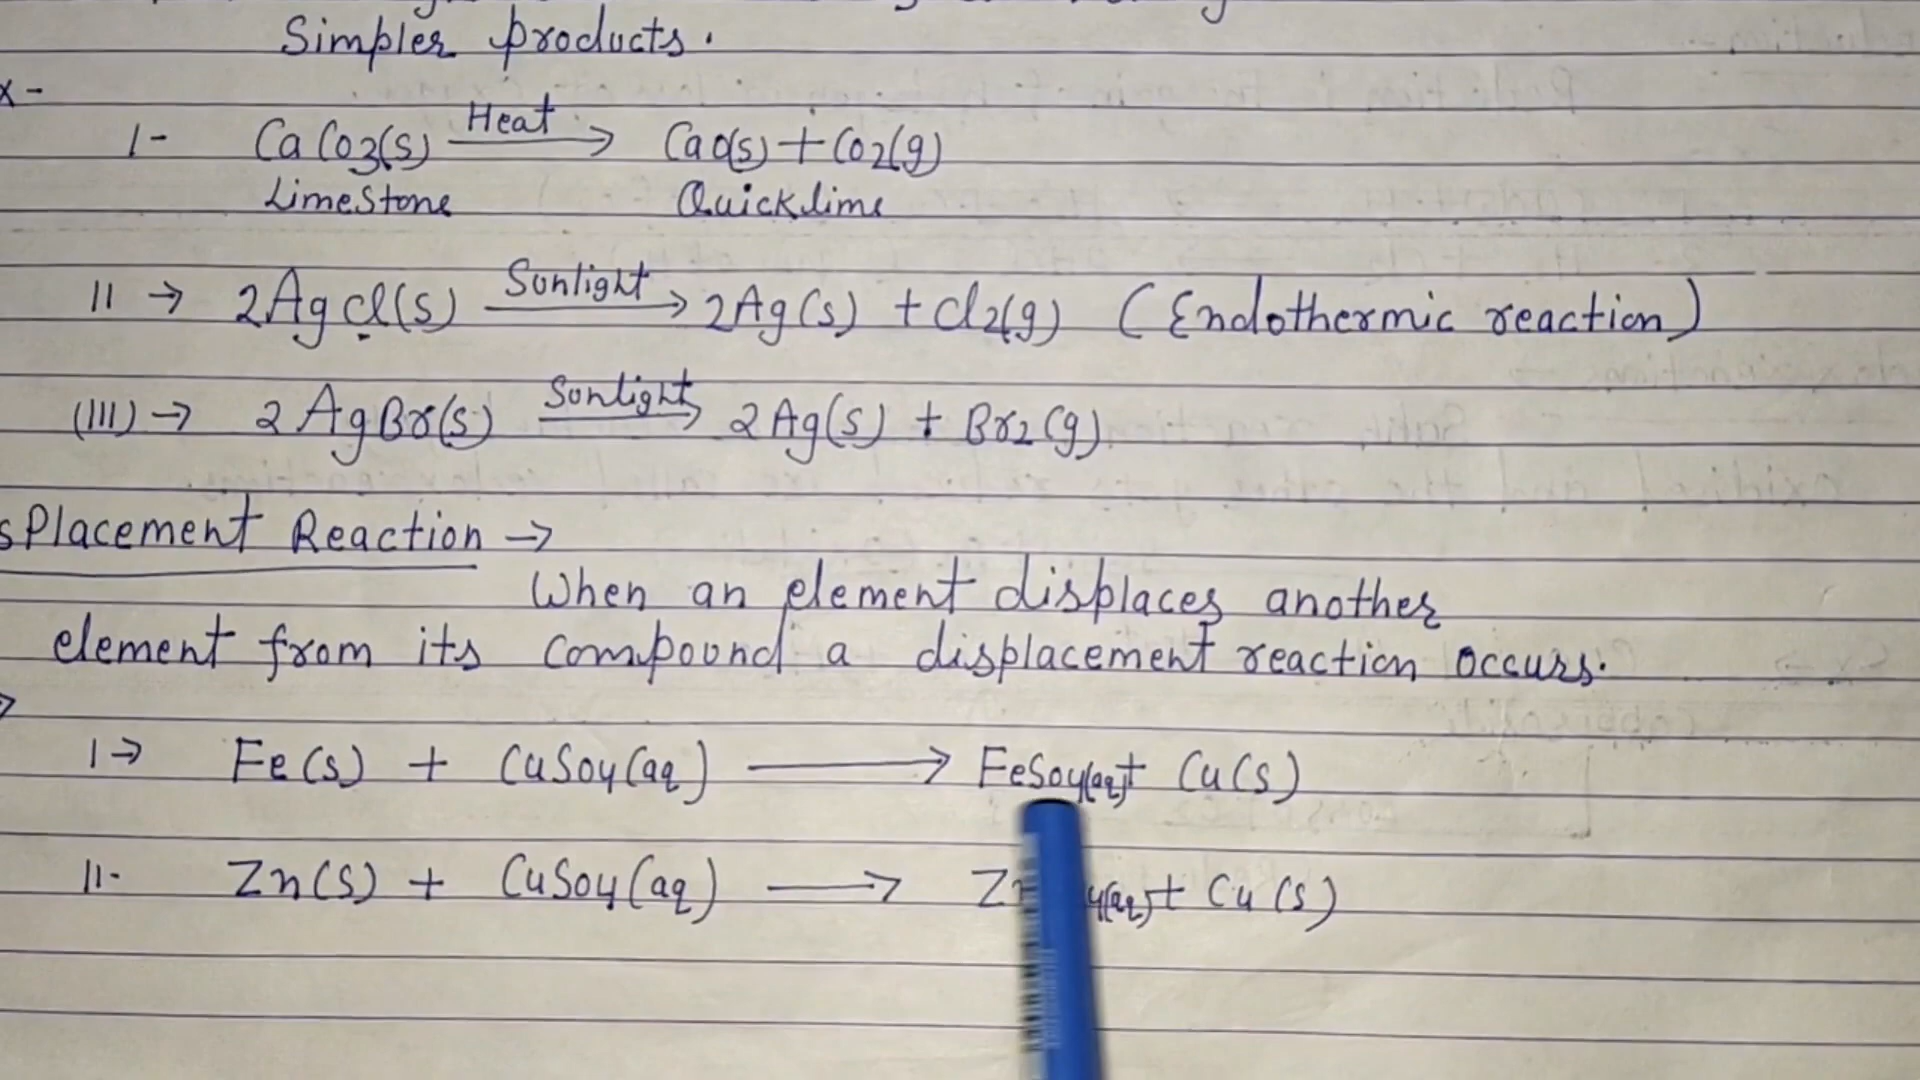 Simpler products.
x -
1- CaCo3(s) Heat → CaO(s) + Co2(g)
LimeStone Quicklime
II → 2AgCl(s) Sunlight → 2Ag(s) + Cl2(g) (Endothermic reaction)
(III) → 2AgBr(s) Sunlight → 2Ag(s) + Br2(g)
sPlacement Reaction →
When an element displaces another
element from its compound a displacement reaction occurs.
I → Fe(s) + CuSo4(aq) → FeSo4(aq) + Cu(s)
II- Zn(s) + CuSo4(aq) → Zn 4(aq) + Cu(s)